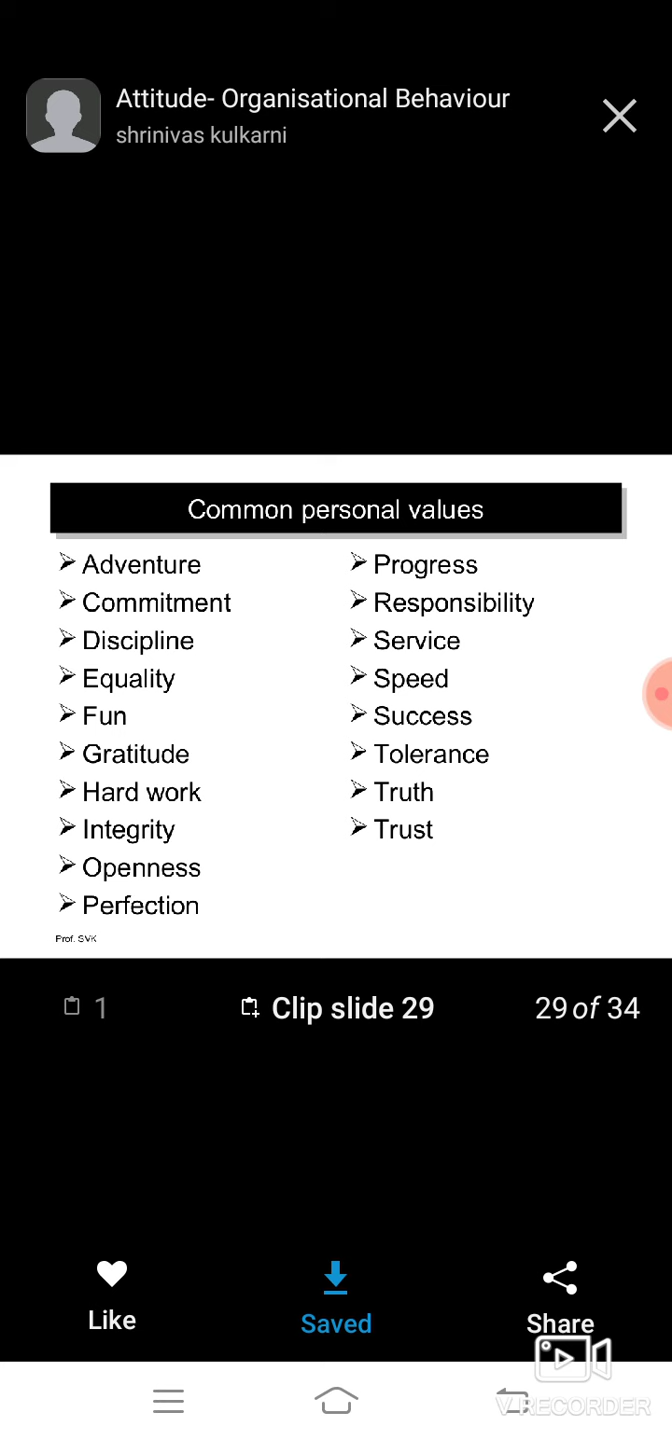 Attitude- Organisational Behaviour
shrinivas kulkarni
Common personal values
Adventure
Commitment
Discipline
Equality
Fun
Gratitude
Hard work
Integrity
Openness
Perfection
Progress
Responsibility
Service
Speed
Success
Tolerance
Truth
Trust
Prof. SVK
1
Clip slide 29
29 of 34
Like
Saved
Share
V RECORDER